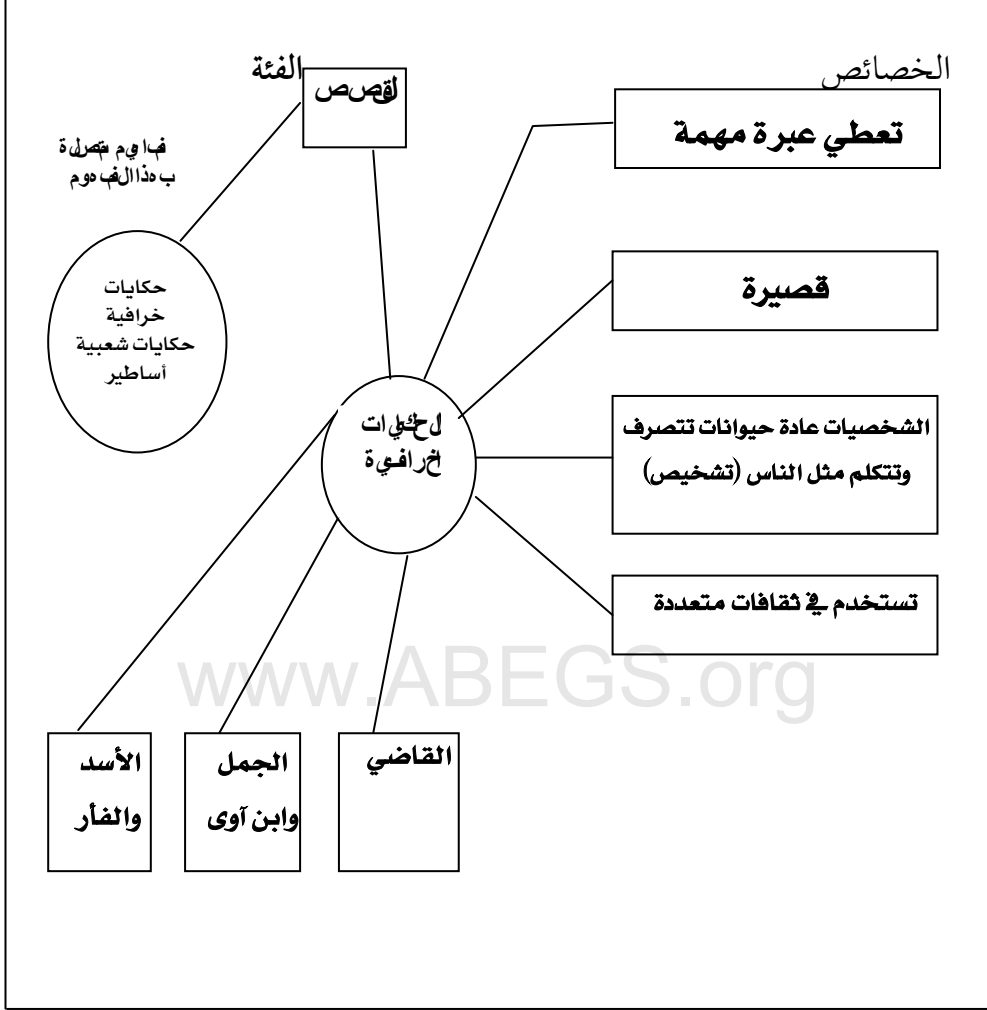 الخصائص
الفئة
القصص
تعطي عبرة مهمة
مفاهيم متصلة
بهذا المفهوم
قصيرة
حكايات
خرافية
حكايات شعبية
أساطير
الحكايات
الخرافية
الشخصيات عادة حيوانات تتصرف
وتتكلم مثل الناس (تشخيص)
تستخدم في ثقافات متعددة
www.ABEGS.org
القاضي
الجمل
وابن آوى
الأسد
والفأر